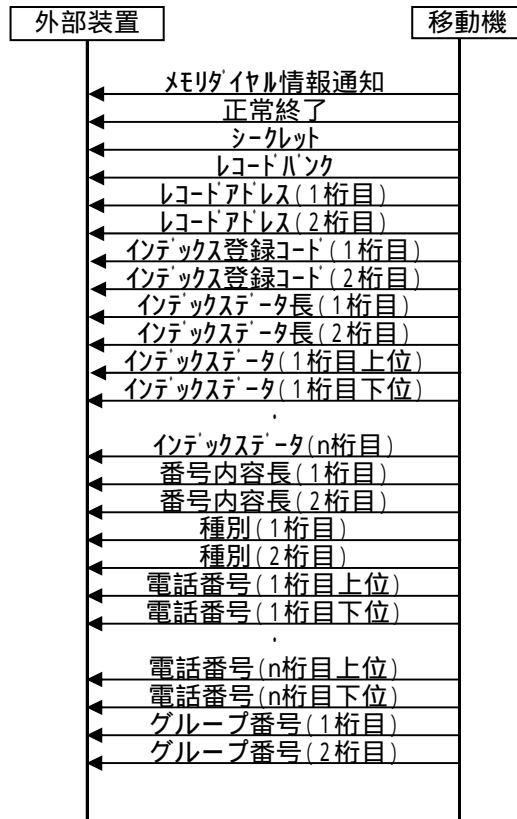 外部装置
移動機
メモリダイヤル情報通知
正常終了
シークレット
レコードバンク
レコードアドレス(1桁目)
レコードアドレス(2桁目)
インデックス登録コード(1桁目)
インデックス登録コード(2桁目)
インデックスデータ長(1桁目)
インデックスデータ長(2桁目)
インデックスデータ(1桁目上位)
インデックスデータ(1桁目下位)
・
インデックスデータ(n桁目)
番号内容長(1桁目)
番号内容長(2桁目)
種別(1桁目)
種別(2桁目)
電話番号(1桁目上位)
電話番号(1桁目下位)
・
電話番号(n桁目上位)
電話番号(n桁目下位)
グループ番号(1桁目)
グループ番号(2桁目)